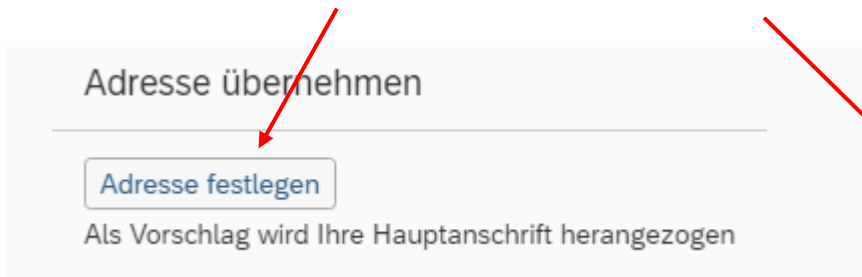 Adresse übernehmen
Adresse festlegen
Als Vorschlag wird Ihre Hauptanschrift herangezogen